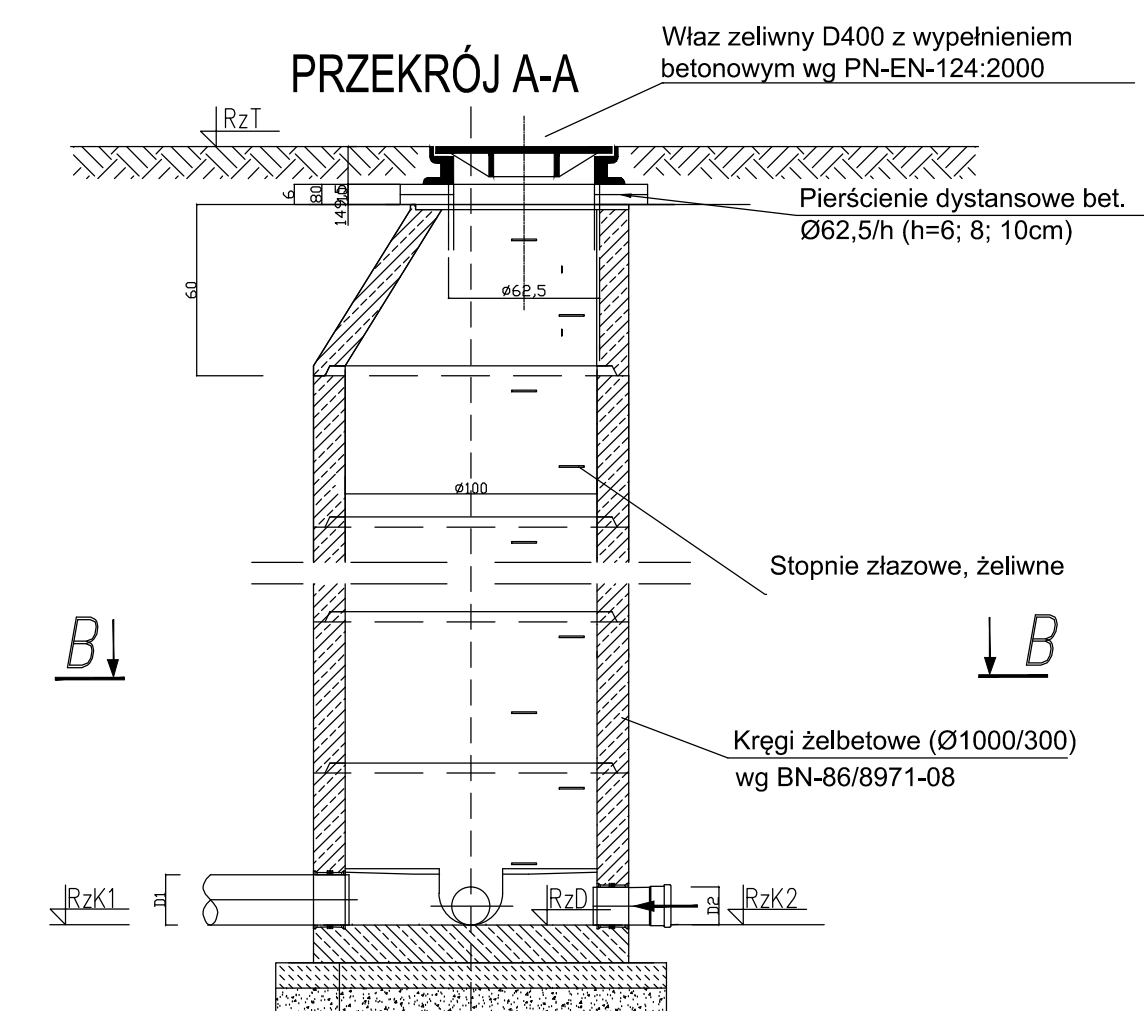 PRZEKRÓJ A-A
Właz zeliwny D400 z wypełnieniem
betonowym wg PN-EN-124:2000
RzT
Pierścienie dystansowe bet.
Ø62,5/h (h=6; 8; 10cm)
6
80
60
ø62,5
ø100
Stopnie złazowe, żeliwne
B
B
Kręgi żelbetowe (Ø1000/300)
wg BN-86/8971-08
RzK1
D1
RzD
D2
RzK2